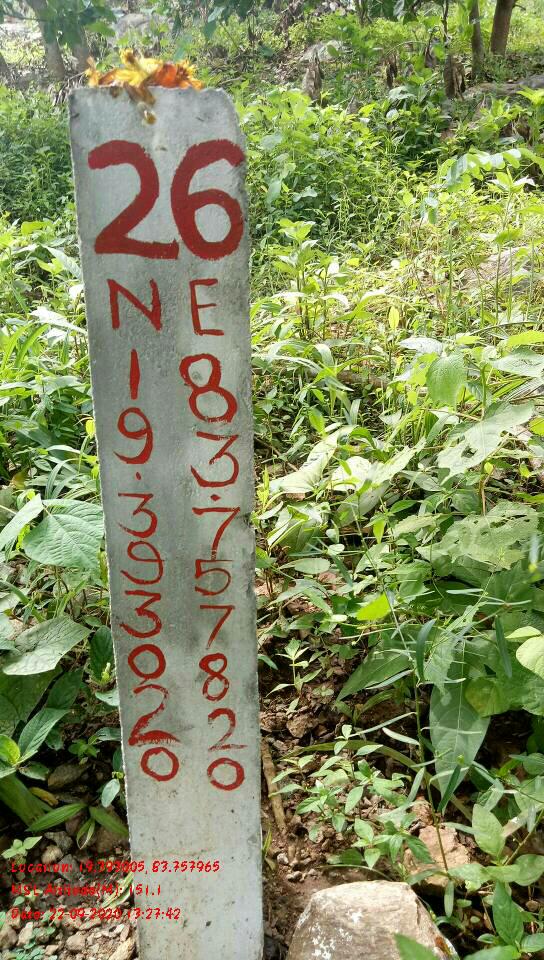 26
N 19.393020
E 83.757820
Location: 19.393005, 83.757965
MSL Altitude(M): 151.1
Date: 22-09-2020 13:27:42